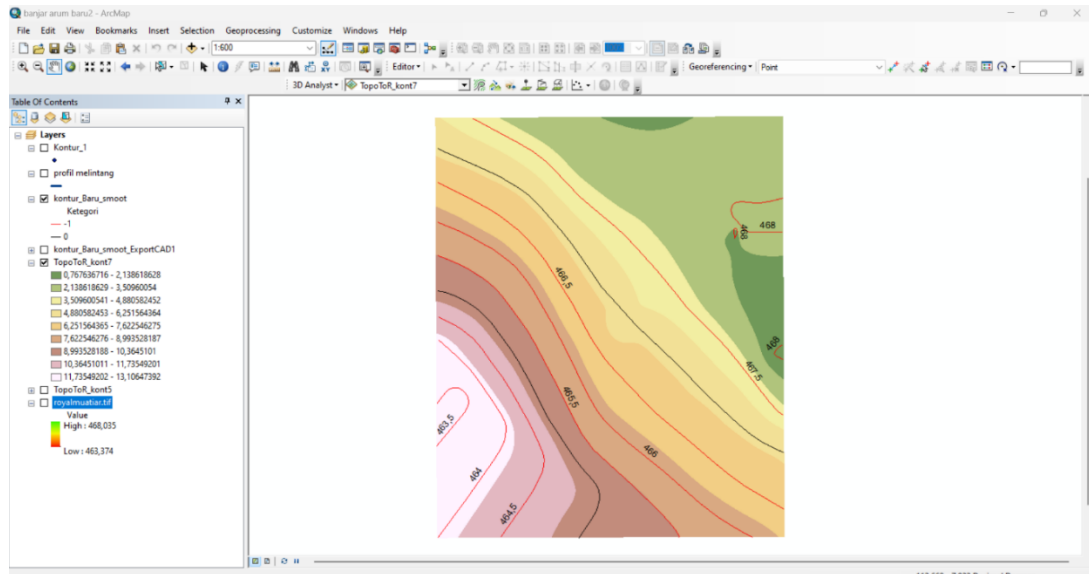 banjar arum baru2 - ArcMap
File Edit View Bookmarks Insert Selection Geoprocessing Customize Windows Help
1:600
Editor Georeferencing Point
3D Analyst TopoToR_kont7
Table Of Contents
Layers
Kontur_1
profil melintang
kontur_Baru_smoot
Ketegori
-1
0
kontur_Baru_smoot_ExportCAD1
TopoToR_kont7
0,767636716 - 2,138618628
2,138618629 - 3,50960054
3,509600541 - 4,880582452
4,880582453 - 6,251564364
6,251564365 - 7,622546275
7,622546276 - 8,993528187
8,993528188 - 10,3645101
10,36451011 - 11,73549201
11,73549202 - 13,10647392
TopoToR_kont5
royalmuatiar.tif
Value
High : 468,035
Low : 463,374
468
468
466,5
468
467,5
465,5
463,5
466
464
464,5